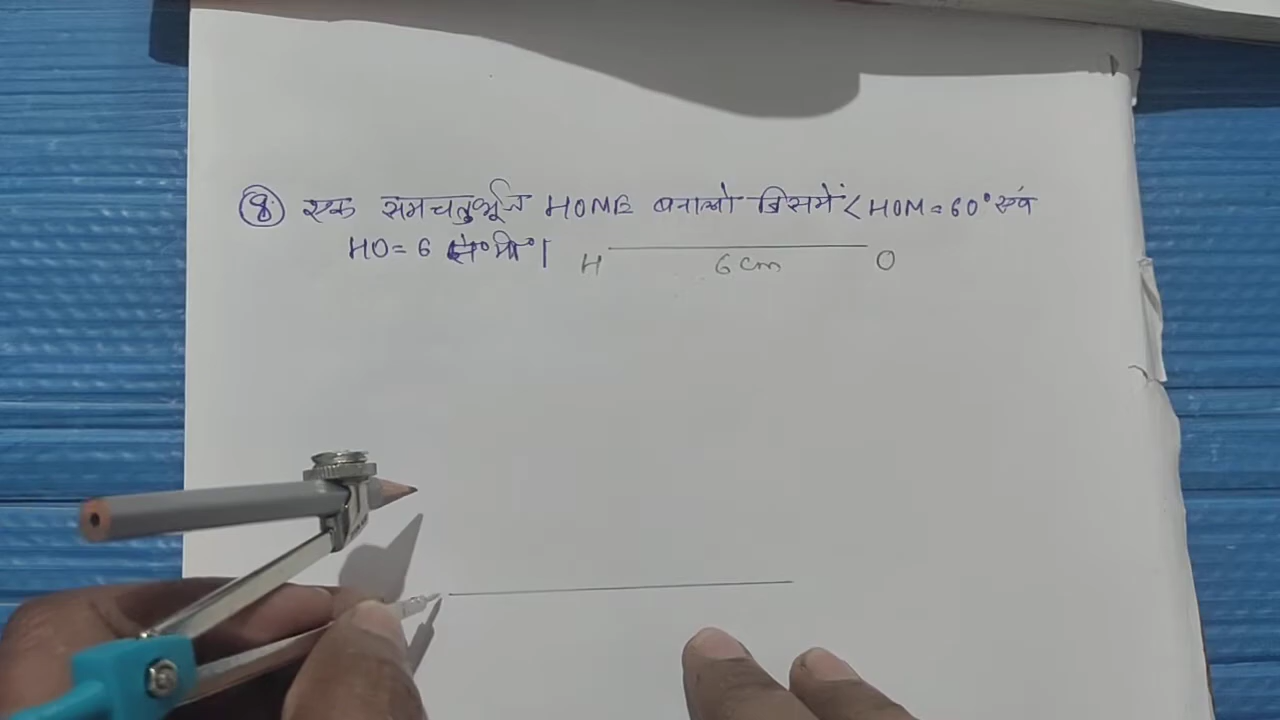 8 एक समचतुर्भुज HOME बनाओ जिसमें < HOM = 60° एवं
HO = 6 से॰मी॰।
H 6 cm O